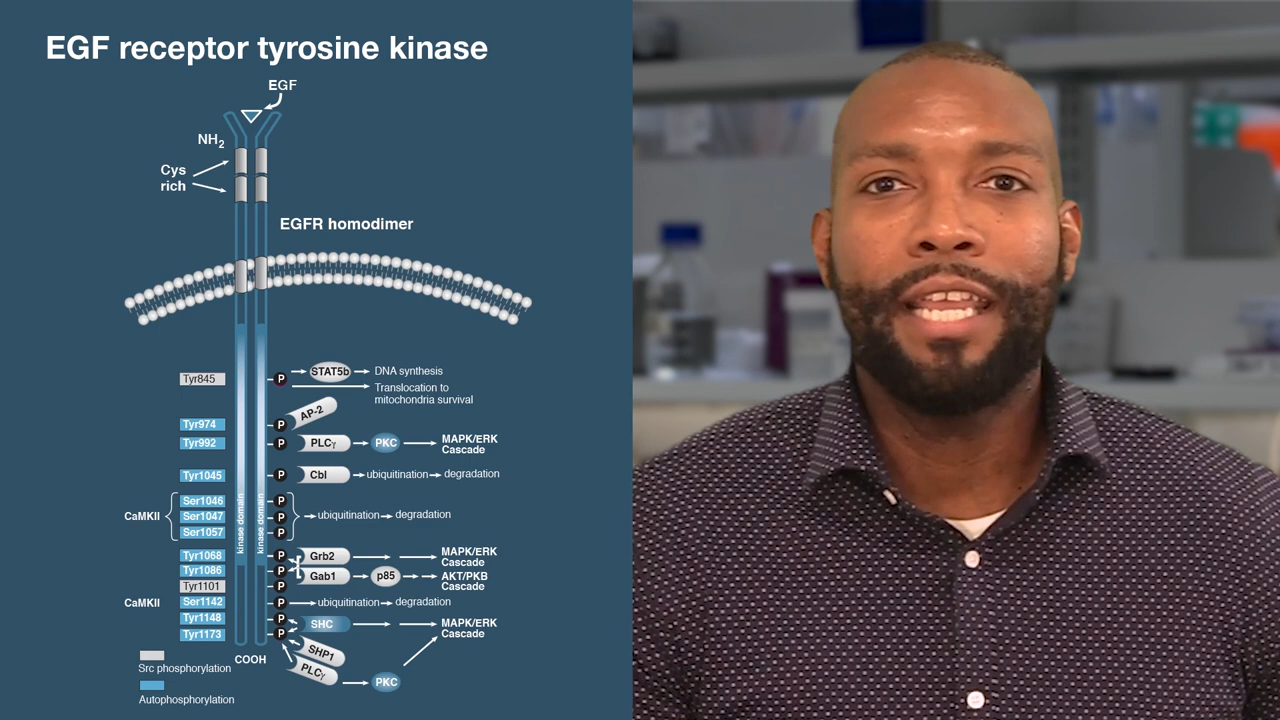 EGF receptor tyrosine kinase
EGF
NH2
Cys
rich
EGFR homodimer
Tyr845
P
STAT5b
DNA synthesis
Translocation to
mitochondria survival
Tyr974
P
AP-2
Tyr992
P
PLCγ
PKC
MAPK/ERK
Cascade
Tyr1045
P
Cbl
ubiquitination
degradation
CaMKII
Ser1046
P
Ser1047
P
ubiquitination
degradation
Ser1057
P
kinase domain
kinase domain
Tyr1068
P
Grb2
MAPK/ERK
Cascade
Tyr1086
P
Gab1
p85
AKT/PKB
Cascade
Tyr1101
P
CaMKII
Ser1142
P
ubiquitination
degradation
Tyr1148
P
SHC
MAPK/ERK
Cascade
Tyr1173
P
SHP1
PLCγ
PKC
COOH
Src phosphorylation
Autophosphorylation